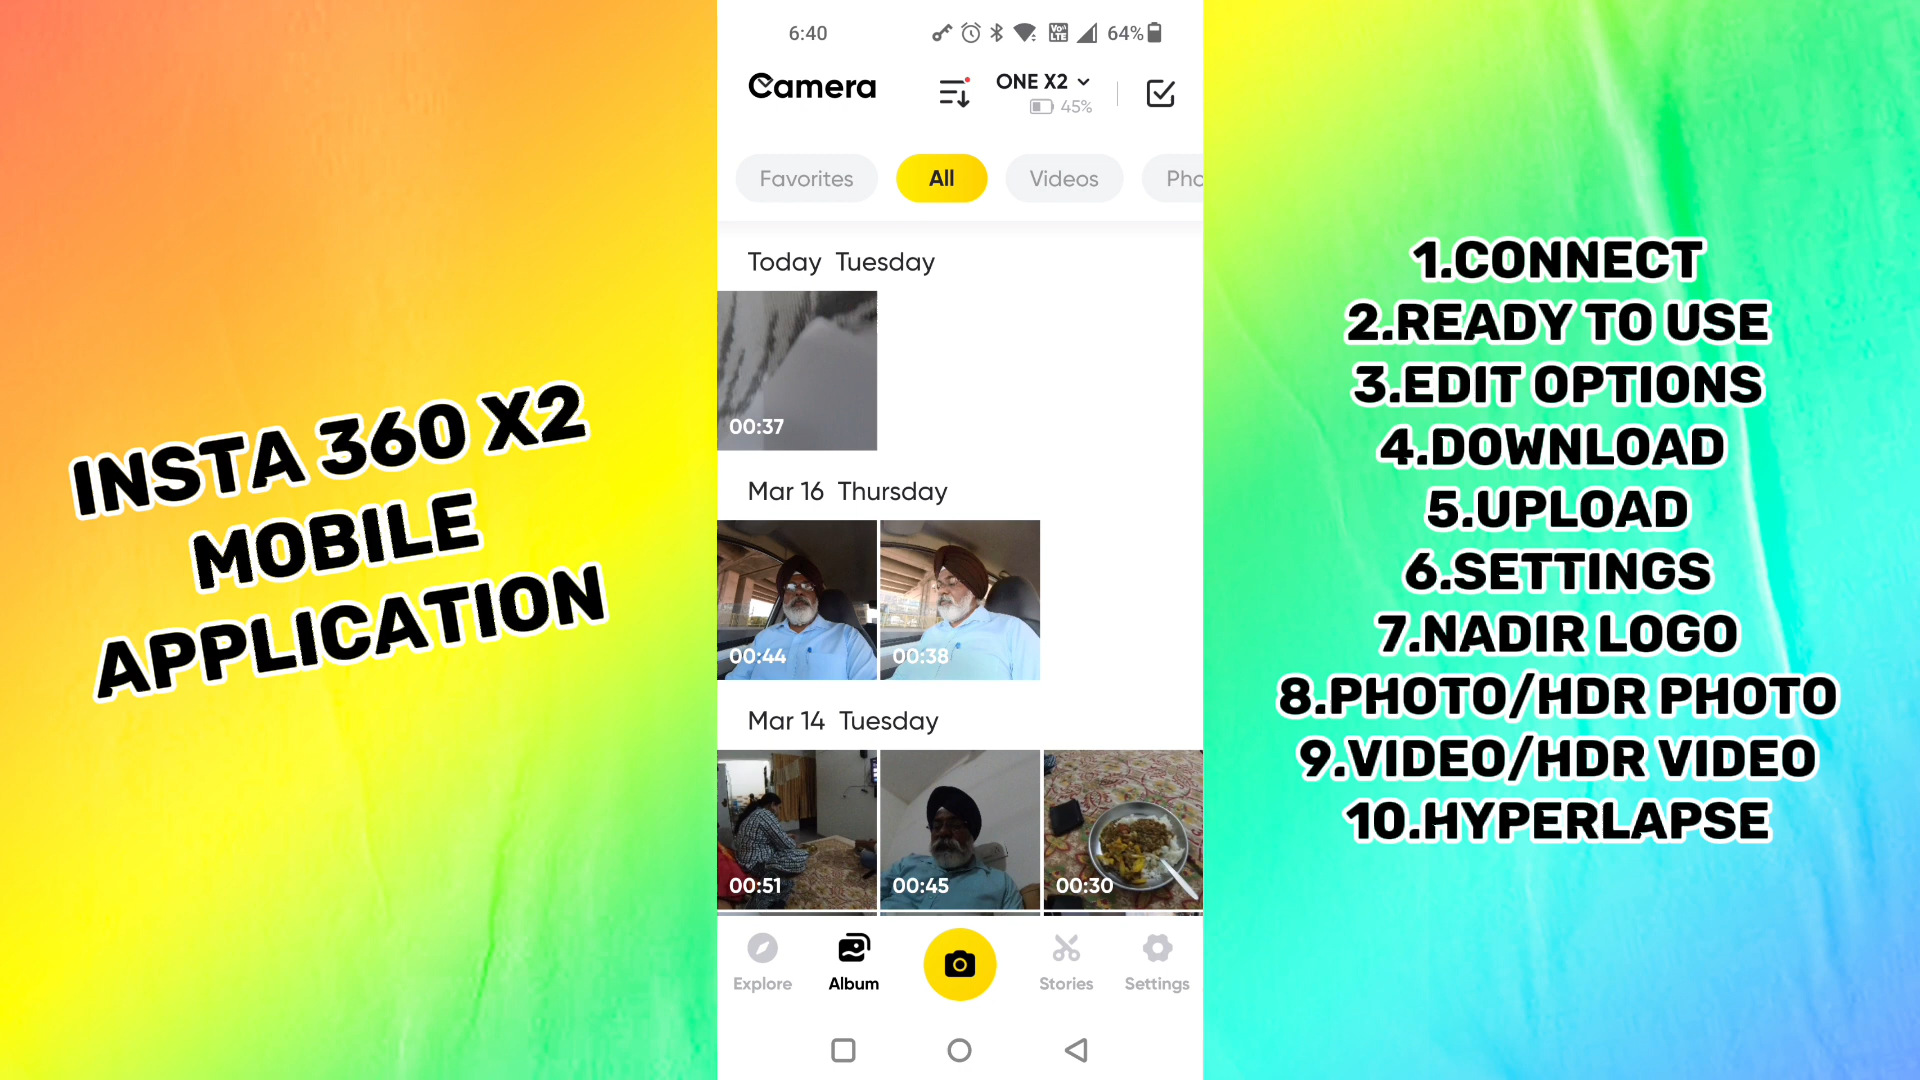 INSTA 360 X2
MOBILE
APPLICATION
6:40
Vo))
LTE
64%
Camera
ONE X2
45%
Favorites
All
Videos
Pho
Today Tuesday
00:37
Mar 16 Thursday
00:44
00:38
Mar 14 Tuesday
00:51
00:45
00:30
Explore
Album
Stories
Settings
1.CONNECT
2.READY TO USE
3.EDIT OPTIONS
4.DOWNLOAD
5.UPLOAD
6.SETTINGS
7.NADIR LOGO
8.PHOTO/HDR PHOTO
9.VIDEO/HDR VIDEO
10.HYPERLAPSE